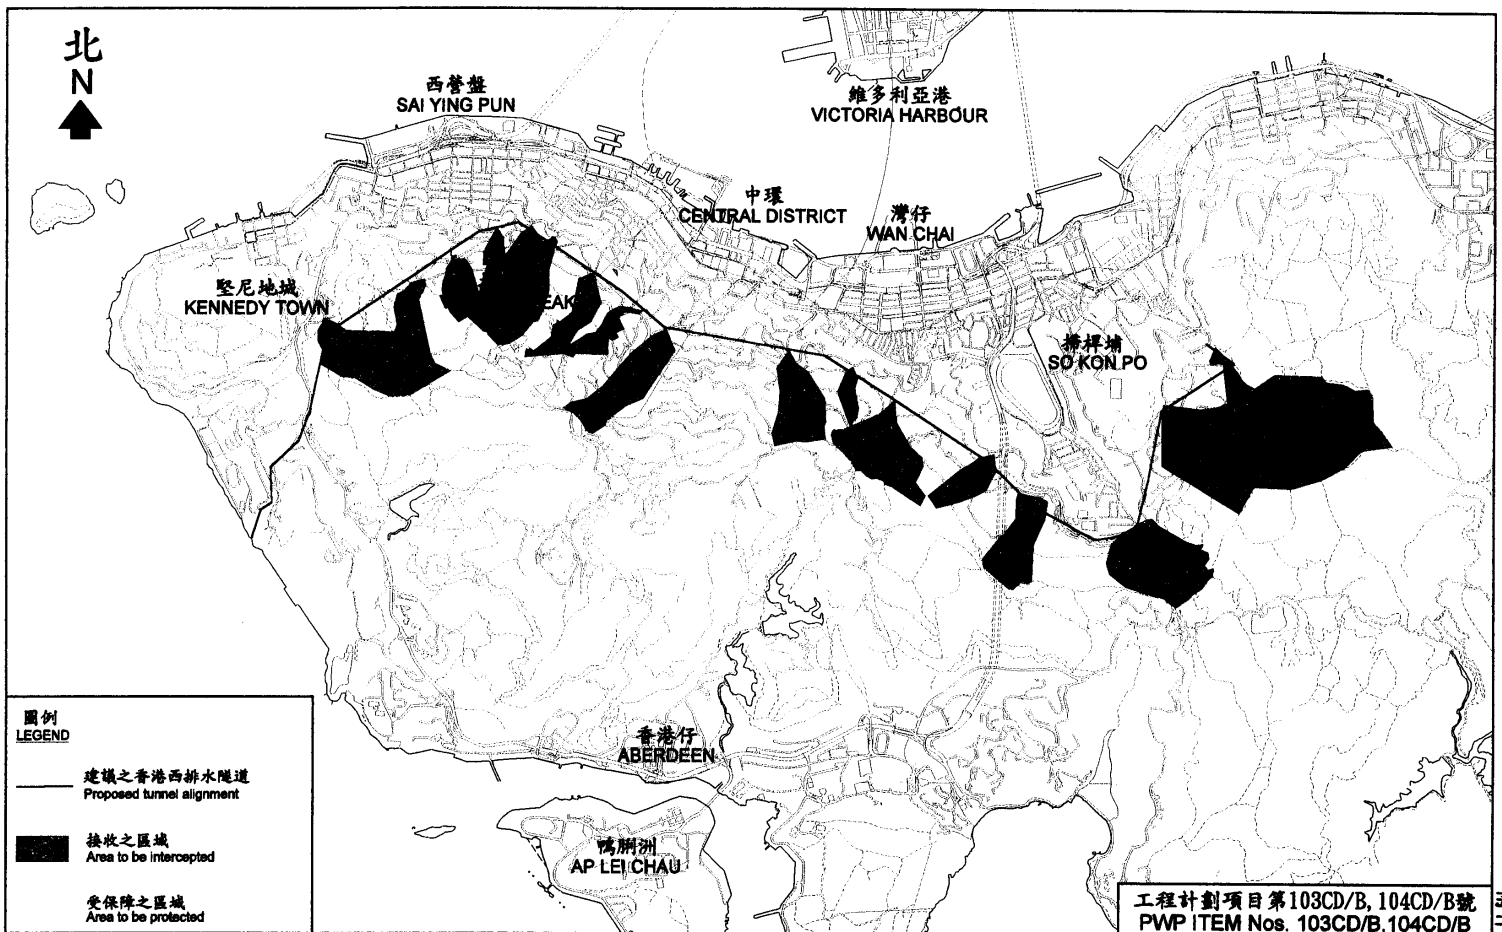 北
N
西營盤
SAI YING PUN
維多利亞港
VICTORIA HARBOUR
中環
CENTRAL DISTRICT
灣仔
WAN CHAI
堅尼地城
KENNEDY TOWN
EAK
掃桿埔
SO KON PO
香港仔
ABERDEEN
鴨脷洲
AP LEI CHAU
圖例
LEGEND
建議之香港西排水隧道
Proposed tunnel alignment
接收之區域
Area to be intercepted
受保障之區域
Area to be protected
工程計劃項目第103CD/B, 104CD/B號
PWP ITEM Nos. 103CD/B.104CD/B